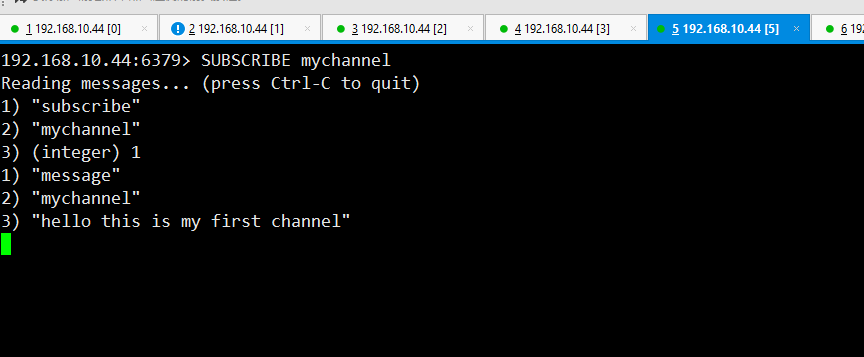 1 192.168.10.44 [0]
2 192.168.10.44 [1]
3 192.168.10.44 [2]
4 192.168.10.44 [3]
5 192.168.10.44 [5]
6 192
192.168.10.44:6379> SUBSCRIBE mychannel
Reading messages... (press Ctrl-C to quit)
1) "subscribe"
2) "mychannel"
3) (integer) 1
1) "message"
2) "mychannel"
3) "hello this is my first channel"